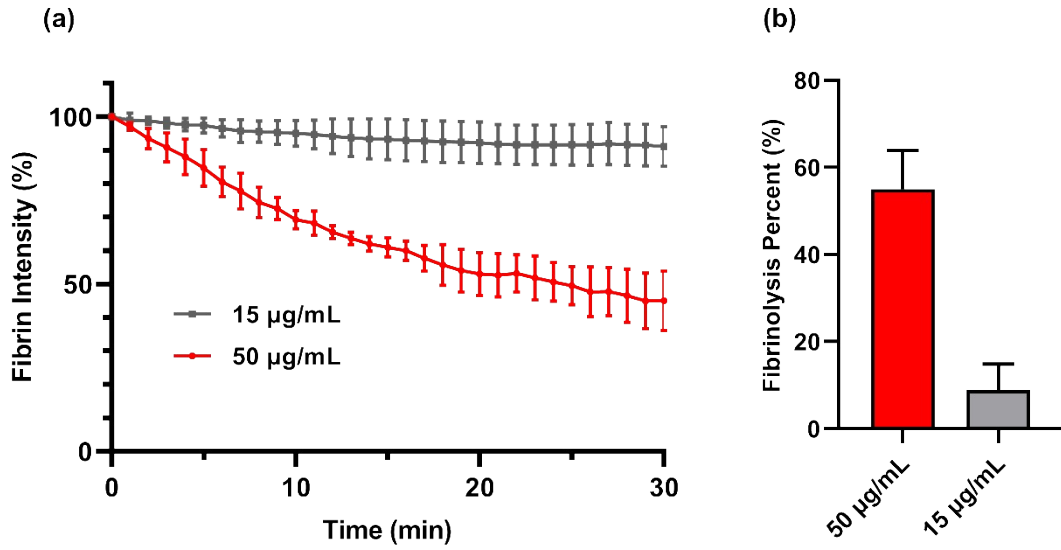 (a)
Fibrin Intensity (%)
100
50
0
15 µg/mL
50 µg/mL
0
10
20
30
Time (min)
(b)
Fibrinolysis Percent (%)
80
60
40
20
0
50 µg/mL
15 µg/mL